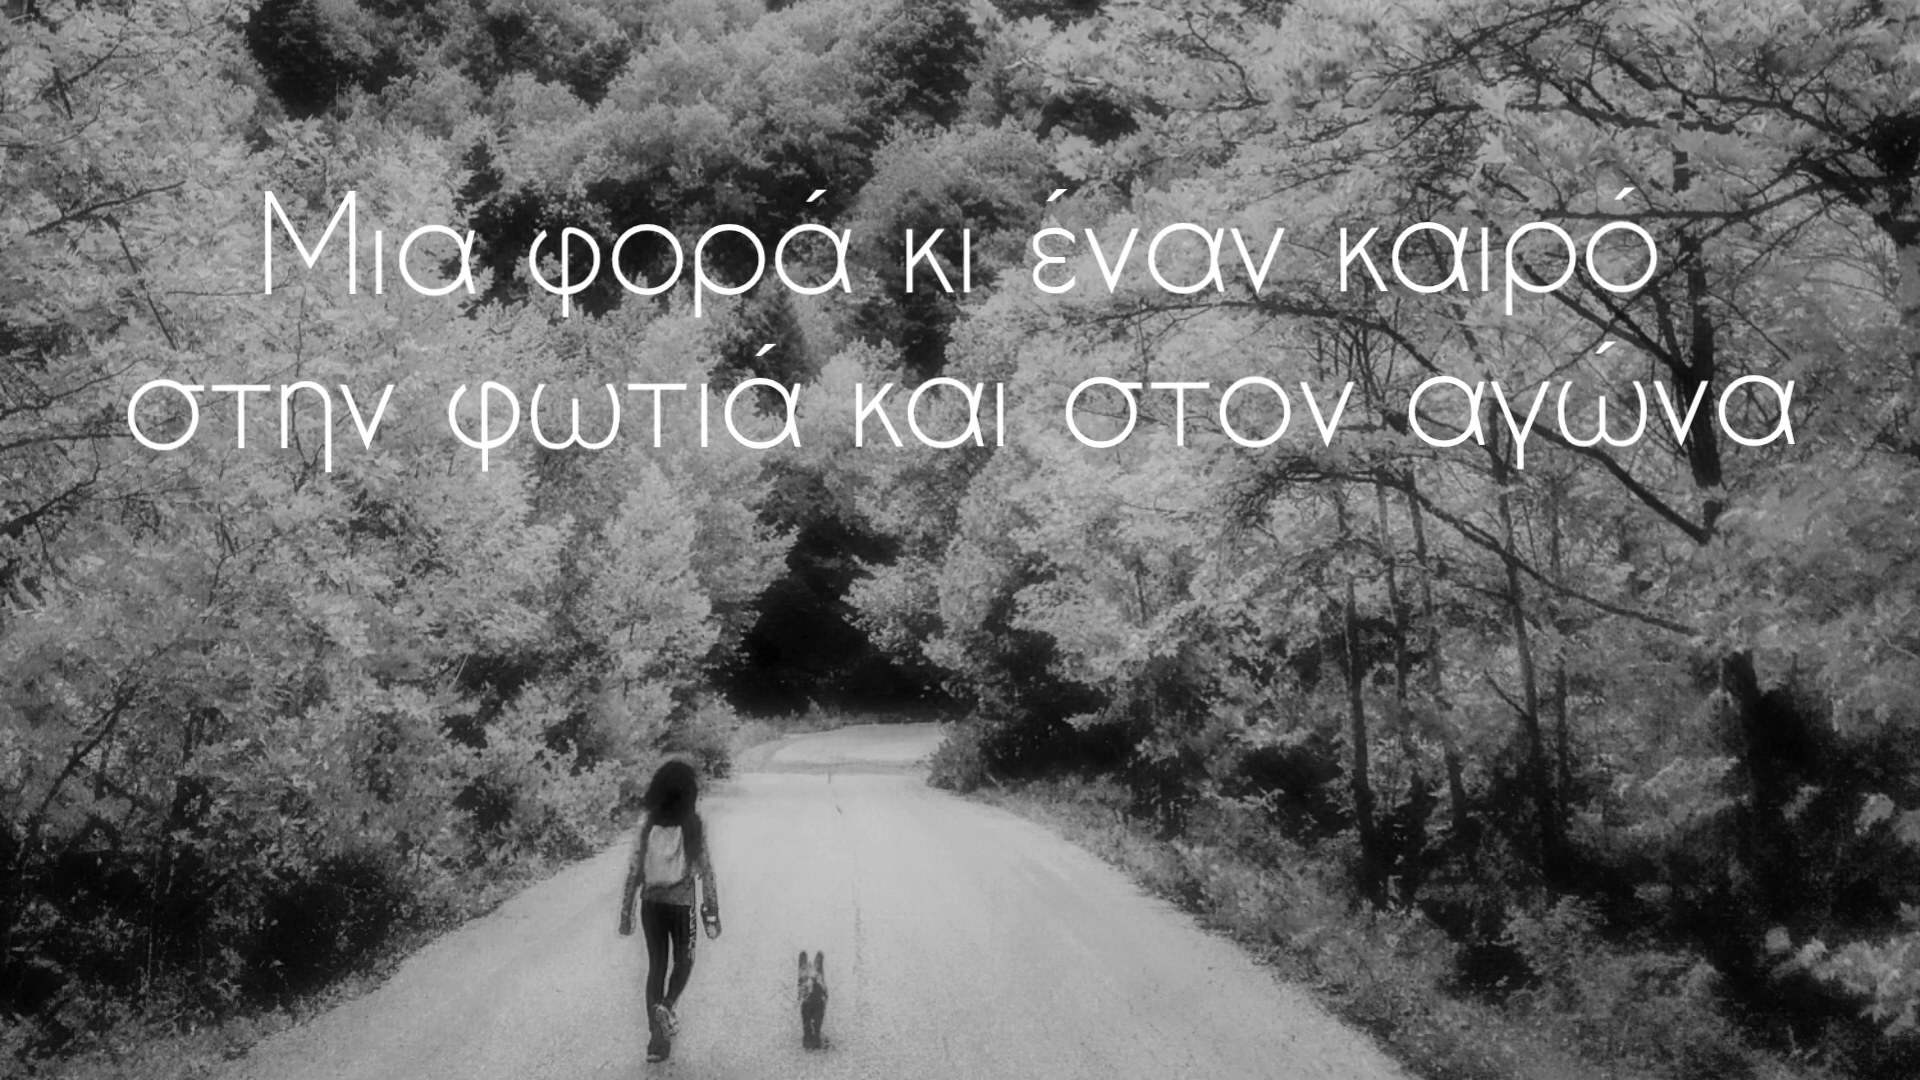 Μια φορά κι έναν καιρό
στην φωτιά και στον αγώνα